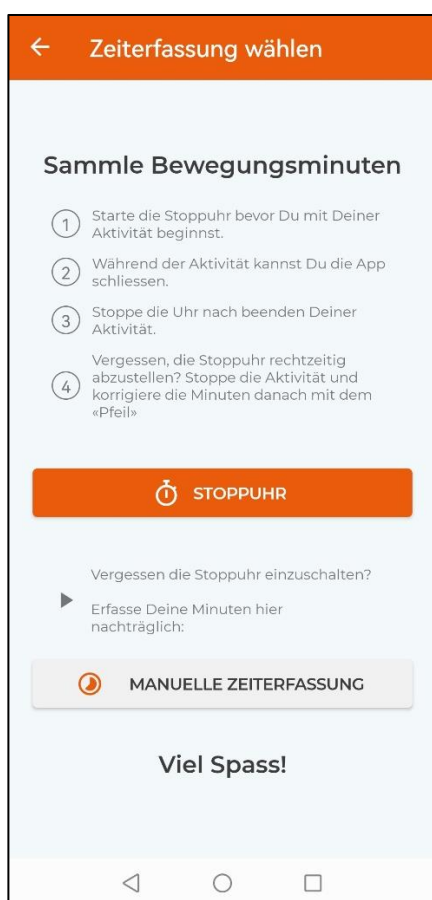 Zeiterfassung wählen
Sammle Bewegungsminuten
1 Starte die Stoppuhr bevor Du mit Deiner
Aktivität beginnst.
2 Während der Aktivität kannst Du die App
schliessen.
3 Stoppe die Uhr nach beenden Deiner
Aktivität.
Vergessen, die Stoppuhr rechtzeitig
4 abzustellen? Stoppe die Aktivität und
korrigiere die Minuten danach mit dem
«Pfeil»
STOPPUHR
Vergessen die Stoppuhr einzuschalten?
Erfasse Deine Minuten hier
nachträglich:
MANUELLE ZEITERFASSUNG
Viel Spass!